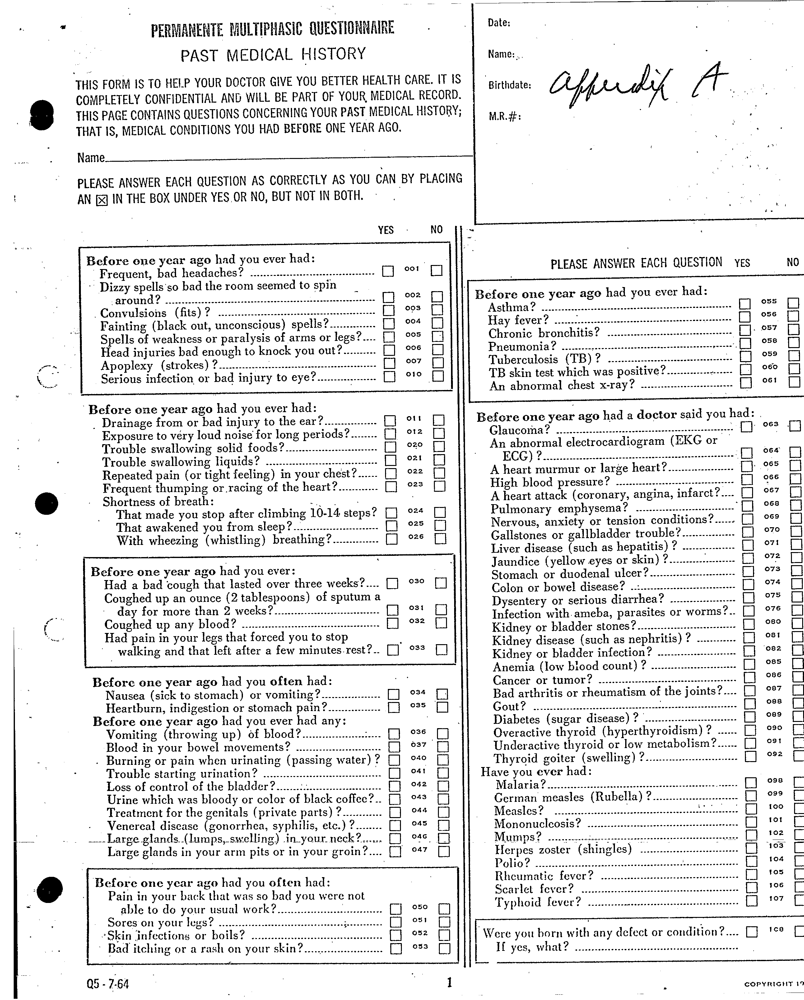 PERMANENTE MULTIPHASIC QUESTIONNAIRE
PAST MEDICAL HISTORY
THIS FORM IS TO HELP YOUR DOCTOR GIVE YOU BETTER HEALTH CARE. IT IS
COMPLETELY CONFIDENTIAL AND WILL BE PART OF YOUR MEDICAL RECORD.
THIS PAGE CONTAINS QUESTIONS CONCERNING YOUR PAST MEDICAL HISTORY;
THAT IS, MEDICAL CONDITIONS YOU HAD BEFORE ONE YEAR AGO.
Name
PLEASE ANSWER EACH QUESTION AS CORRECTLY AS YOU CAN BY PLACING
AN ☒ IN THE BOX UNDER YES OR NO, BUT NOT IN BOTH.
Date:
Name:
Birthdate:
Appendix A
M.R.#:
YES NO
Before one year ago had you ever had:
Frequent, bad headaches? ☐ 001 ☐
Dizzy spells so bad the room seemed to spin
around? ☐ 002 ☐
Convulsions (fits)? ☐ 003 ☐
Fainting (black out, unconscious) spells? ☐ 004 ☐
Spells of weakness or paralysis of arms or legs? ☐ 005 ☐
Head injuries bad enough to knock you out? ☐ 006 ☐
Apoplexy (strokes)? ☐ 007 ☐
Serious infection or bad injury to eye? ☐ 010 ☐
Before one year ago had you ever had:
Drainage from or bad injury to the ear? ☐ 011 ☐
Exposure to very loud noise for long periods? ☐ 012 ☐
Trouble swallowing solid foods? ☐ 020 ☐
Trouble swallowing liquids? ☐ 021 ☐
Repeated pain (or tight feeling) in your chest? ☐ 022 ☐
Frequent thumping or racing of the heart? ☐ 023 ☐
Shortness of breath:
That made you stop after climbing 10-14 steps? ☐ 024 ☐
That awakened you from sleep? ☐ 025 ☐
With wheezing (whistling) breathing? ☐ 026 ☐
Before one year ago had you ever:
Had a bad cough that lasted over three weeks? ☐ 030 ☐
Coughed up an ounce (2 tablespoons) of sputum a
day for more than 2 weeks? ☐ 031 ☐
Coughed up any blood? ☐ 032 ☐
Had pain in your legs that forced you to stop
walking and that left after a few minutes rest? ☐ 033 ☐
Before one year ago had you often had:
Nausea (sick to stomach) or vomiting? ☐ 034 ☐
Heartburn, indigestion or stomach pain? ☐ 035 ☐
Before one year ago had you ever had any:
Vomiting (throwing up) of blood? ☐ 036 ☐
Blood in your bowel movements? ☐ 037 ☐
Burning or pain when urinating (passing water)? ☐ 040 ☐
Trouble starting urination? ☐ 041 ☐
Loss of control of the bladder? ☐ 042 ☐
Urine which was bloody or color of black coffee? ☐ 043 ☐
Treatment for the genitals (private parts)? ☐ 044 ☐
Venereal disease (gonorrhea, syphilis, etc.)? ☐ 045 ☐
Large glands (lumps, swelling) in your neck? ☐ 046 ☐
Large glands in your arm pits or in your groin? ☐ 047 ☐
Before one year ago had you often had:
Pain in your back that was so bad you were not
able to do your usual work? ☐ 050 ☐
Sores on your legs? ☐ 051 ☐
Skin infections or boils? ☐ 052 ☐
Bad itching or a rash on your skin? ☐ 053 ☐
PLEASE ANSWER EACH QUESTION YES NO
Before one year ago had you ever had:
Asthma? ☐ 055 ☐
Hay fever? ☐ 056 ☐
Chronic bronchitis? ☐ 057 ☐
Pneumonia? ☐ 058 ☐
Tuberculosis (TB)? ☐ 059 ☐
TB skin test which was positive? ☐ 060 ☐
An abnormal chest x-ray? ☐ 061 ☐
Before one year ago had a doctor said you had:
Glaucoma? ☐ 063 ☐
An abnormal electrocardiogram (EKG or
ECG)? ☐ 064 ☐
A heart murmur or large heart? ☐ 065 ☐
High blood pressure? ☐ 066 ☐
A heart attack (coronary, angina, infarct? ☐ 067 ☐
Pulmonary emphysema? ☐ 068 ☐
Nervous, anxiety or tension conditions? ☐ 069 ☐
Gallstones or gallbladder trouble? ☐ 070 ☐
Liver disease (such as hepatitis)? ☐ 071 ☐
Jaundice (yellow eyes or skin)? ☐ 072 ☐
Stomach or duodenal ulcer? ☐ 073 ☐
Colon or bowel disease? ☐ 074 ☐
Dysentery or serious diarrhea? ☐ 075 ☐
Infection with ameba, parasites or worms? ☐ 076 ☐
Kidney or bladder stones? ☐ 080 ☐
Kidney disease (such as nephritis)? ☐ 081 ☐
Kidney or bladder infection? ☐ 082 ☐
Anemia (low blood count)? ☐ 085 ☐
Cancer or tumor? ☐ 086 ☐
Bad arthritis or rheumatism of the joints? ☐ 087 ☐
Gout? ☐ 088 ☐
Diabetes (sugar disease)? ☐ 089 ☐
Overactive thyroid (hyperthyroidism)? ☐ 090 ☐
Underactive thyroid or low metabolism? ☐ 091 ☐
Thyroid goiter (swelling)? ☐ 092 ☐
Have you ever had:
Malaria? ☐ 098 ☐
German measles (Rubella)? ☐ 099 ☐
Measles? ☐ 100 ☐
Mononucleosis? ☐ 101 ☐
Mumps? ☐ 102 ☐
Herpes zoster (shingles) ☐ 103 ☐
Polio? ☐ 104 ☐
Rheumatic fever? ☐ 105 ☐
Scarlet fever? ☐ 106 ☐
Typhoid fever? ☐ 107 ☐
Were you born with any defect or condition? ☐ 108 ☐
If yes, what?
Q5 - 7-64
1
COPYRIGHT 19